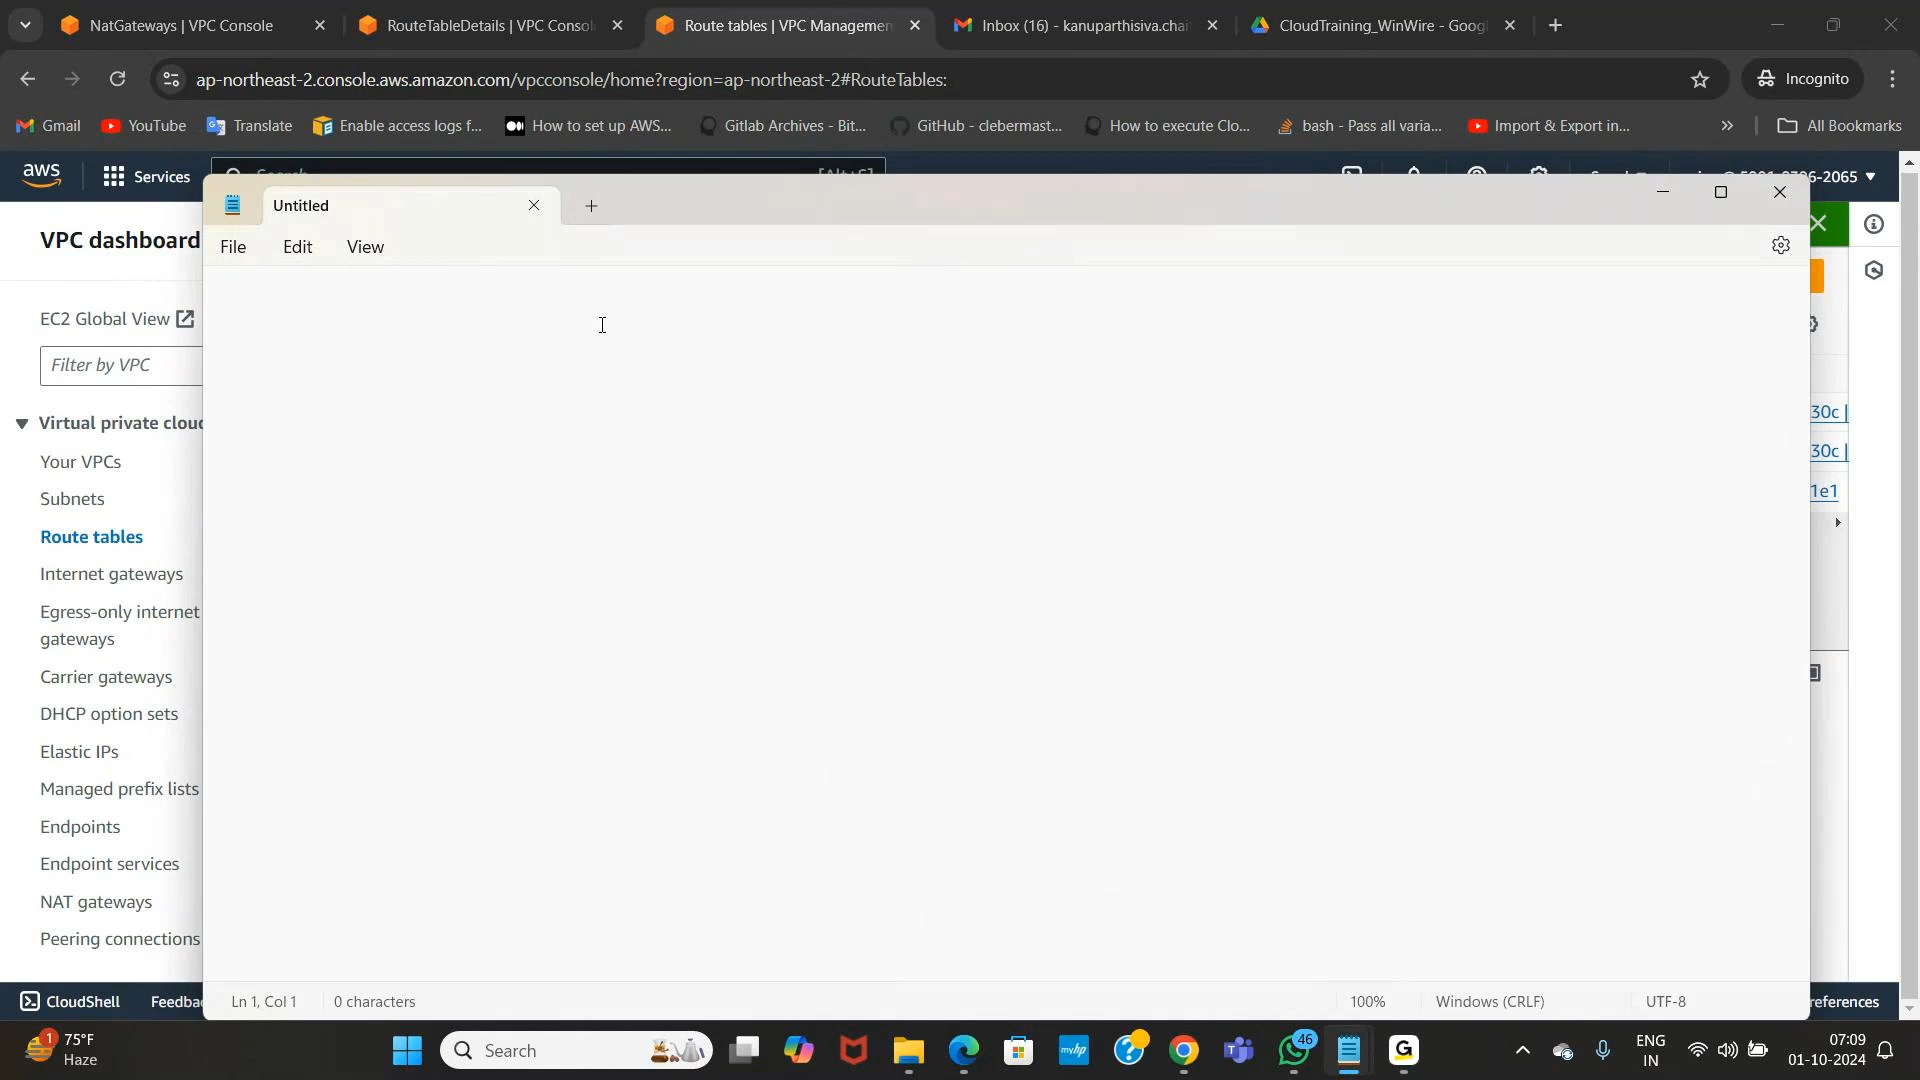 NatGateways | VPC Console
RouteTableDetails | VPC Consol
Route tables | VPC Managemen
Inbox (16) - kanuparthisiva.chai
CloudTraining_WinWire - Googl
ap-northeast-2.console.aws.amazon.com/vpcconsole/home?region=ap-northeast-2#RouteTables:
Incognito
Gmail
YouTube
Translate
Enable access logs f...
How to set up AWS...
Gitlab Archives - Bit...
GitHub - clebermast...
How to execute Clo...
bash - Pass all varia...
Import & Export in...
All Bookmarks
aws
Services
Untitled
File
Edit
View
VPC dashboard
EC2 Global View
Filter by VPC
Virtual private clou
Your VPCs
Subnets
Route tables
Internet gateways
Egress-only internet
gateways
Carrier gateways
DHCP option sets
Elastic IPs
Managed prefix lists
Endpoints
Endpoint services
NAT gateways
Peering connections
30c |
30c |
1e1
CloudShell
Feedba
Ln 1, Col 1
0 characters
100%
Windows (CRLF)
UTF-8
references
1
75°F
Haze
Search
myhp
46
G
ENG
IN
07:09
01-10-2024